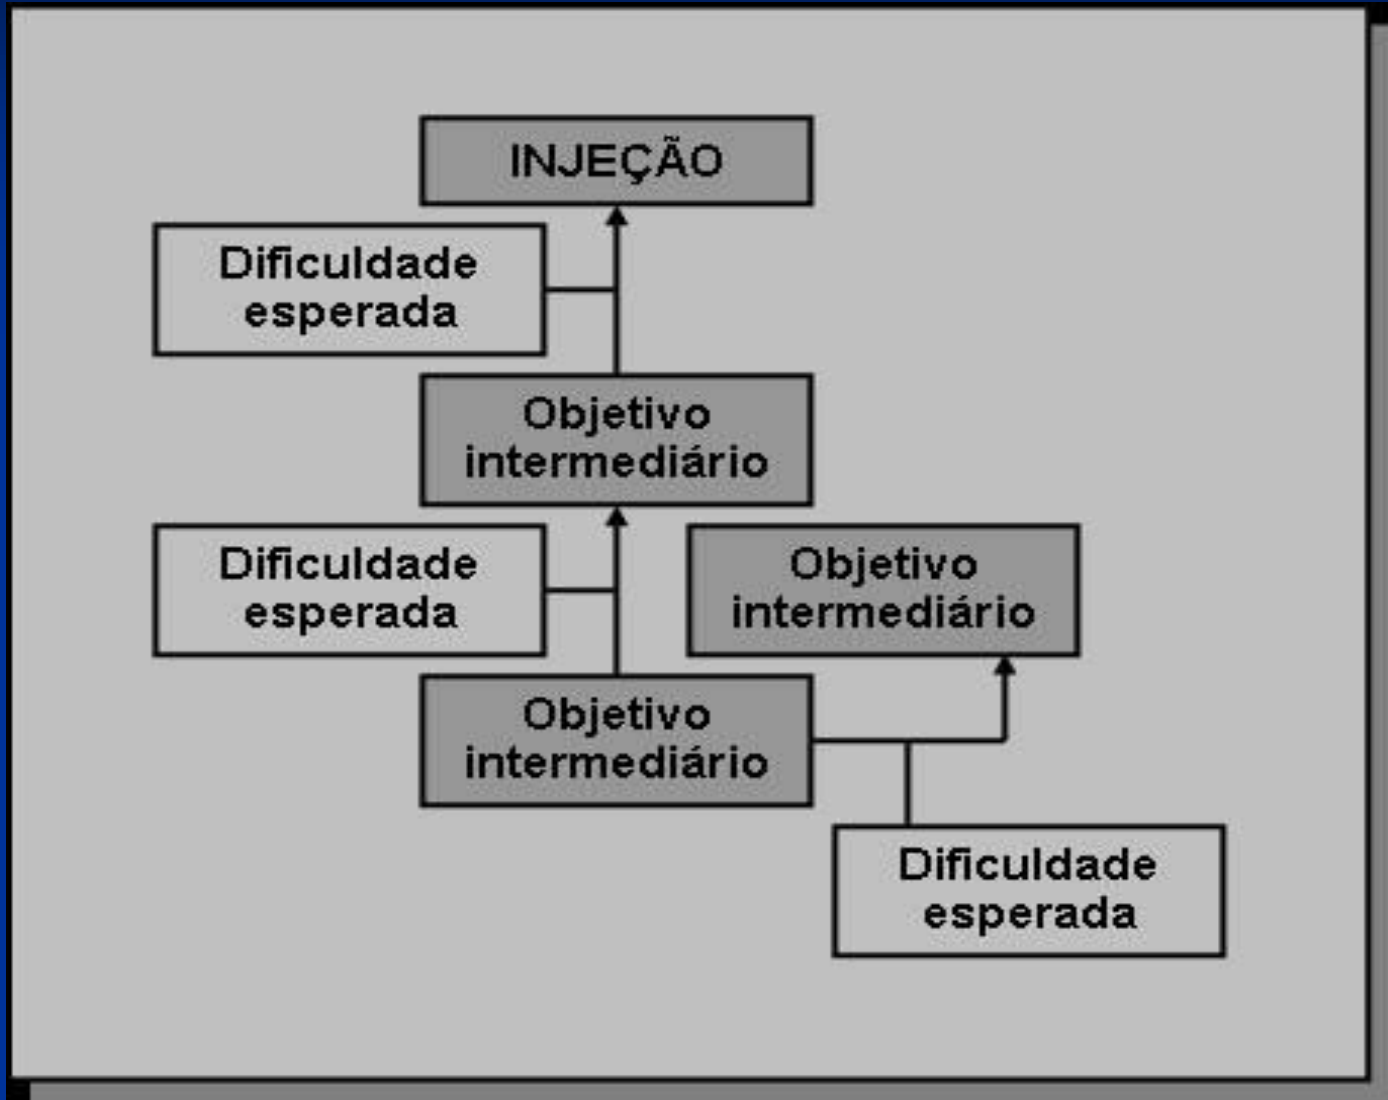 INJEÇÃO
Dificuldade
esperada
Objetivo
intermediário
Dificuldade
esperada
Objetivo
intermediário
Objetivo
intermediário
Dificuldade
esperada